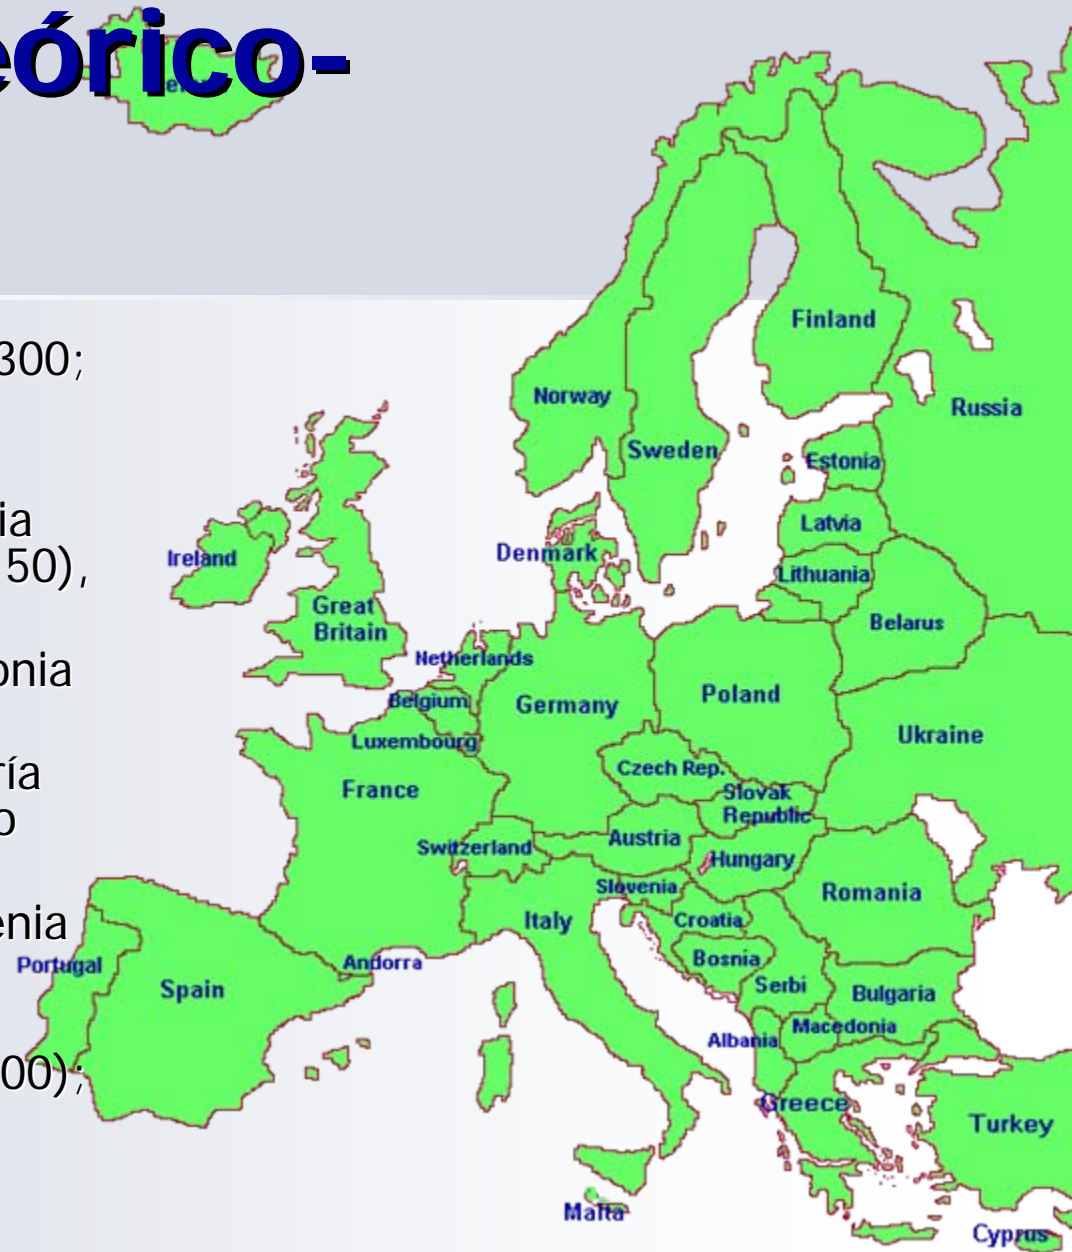 eórico-
300;
ia
50),
onia
ría
o
enia
00);
Finland
Norway
Russia
Sweden
Estonia
Latvia
Ireland
Denmark
Lithuania
Great
Britain
Belarus
Netherlands
Poland
Belgium
Germany
Ukraine
Luxembourg
Czech Rep.
France
Slovak
Republic
Austria
Switzerland
Hungary
Slovenia
Romania
Italy
Croatia
Bosnia
Portugal
Andorra
Spain
Serbi
Bulgaria
Macedonia
Albania
Greece
Turkey
Malta
Cyprus